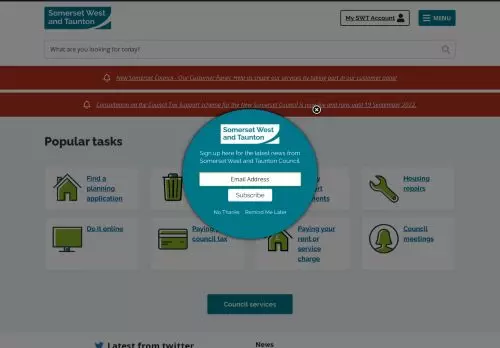 Somerset West
and Taunton
My SWT Account
MENU
What are you looking for today?
New Somerset Council - Our Customer Panel: Help us shape our services by taking part in our customer panel
Consultation on the Council Tax Support scheme for the New Somerset Council is now live and runs until 19 September 2022.
Popular tasks
Somerset West
and Taunton
Sign up here for the latest news from
Somerset West and Taunton Council
Email Address
Subscribe
No Thanks
Remind Me Later
Find a
planning
application
Housing
repairs
Do it online
Paying
council tax
Paying your
rent or
service
charge
Council
meetings
Council services
Latest from twitter
News